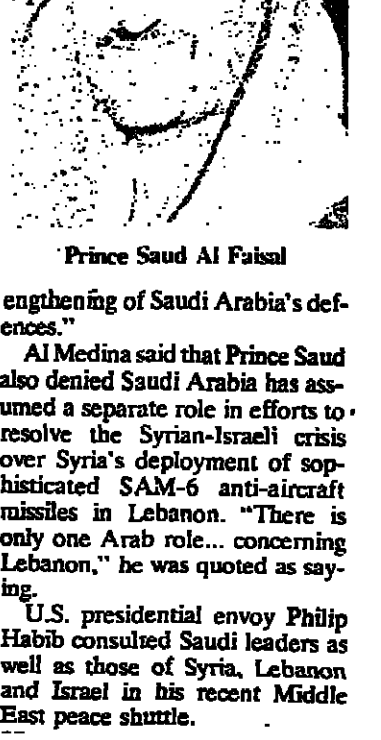 Prince Saud Al Faisal
engthening of Saudi Arabia's def-
ences."
Al Medina said that Prince Saud
also denied Saudi Arabia has ass-
umed a separate role in efforts to
resolve the Syrian-Israeli crisis
over Syria's deployment of sop-
histicated SAM-6 anti-aircraft
missiles in Lebanon. "There is
only one Arab role... concerning
Lebanon," he was quoted as say-
ing.
U.S. presidential envoy Philip
Habib consulted Saudi leaders as
well as those of Syria, Lebanon
and Israel in his recent Middle
East peace shuttle.